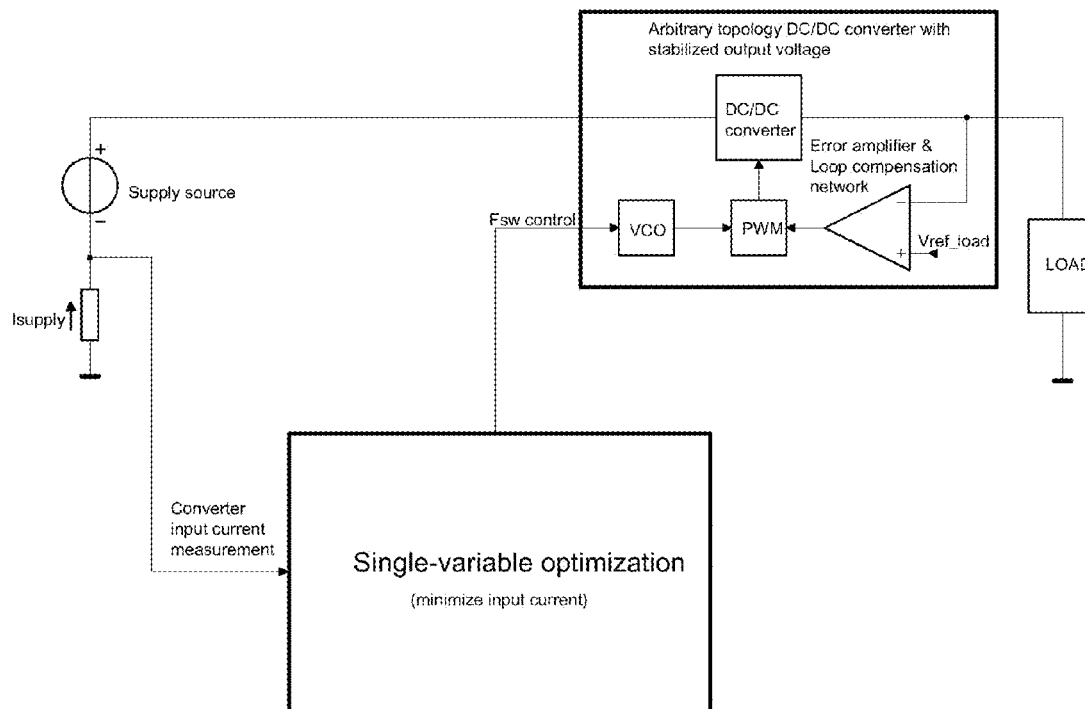 Arbitrary topology DC/DC converter with
stabilized output voltage
DC/DC
converter
Error amplifier &
Loop compensation
network
+
Supply source
−
Fsw control
VCO
PWM
−
+
Vref_load
LOAD
Isupply
Converter
input current
measurement
Single-variable optimization
(minimize input current)